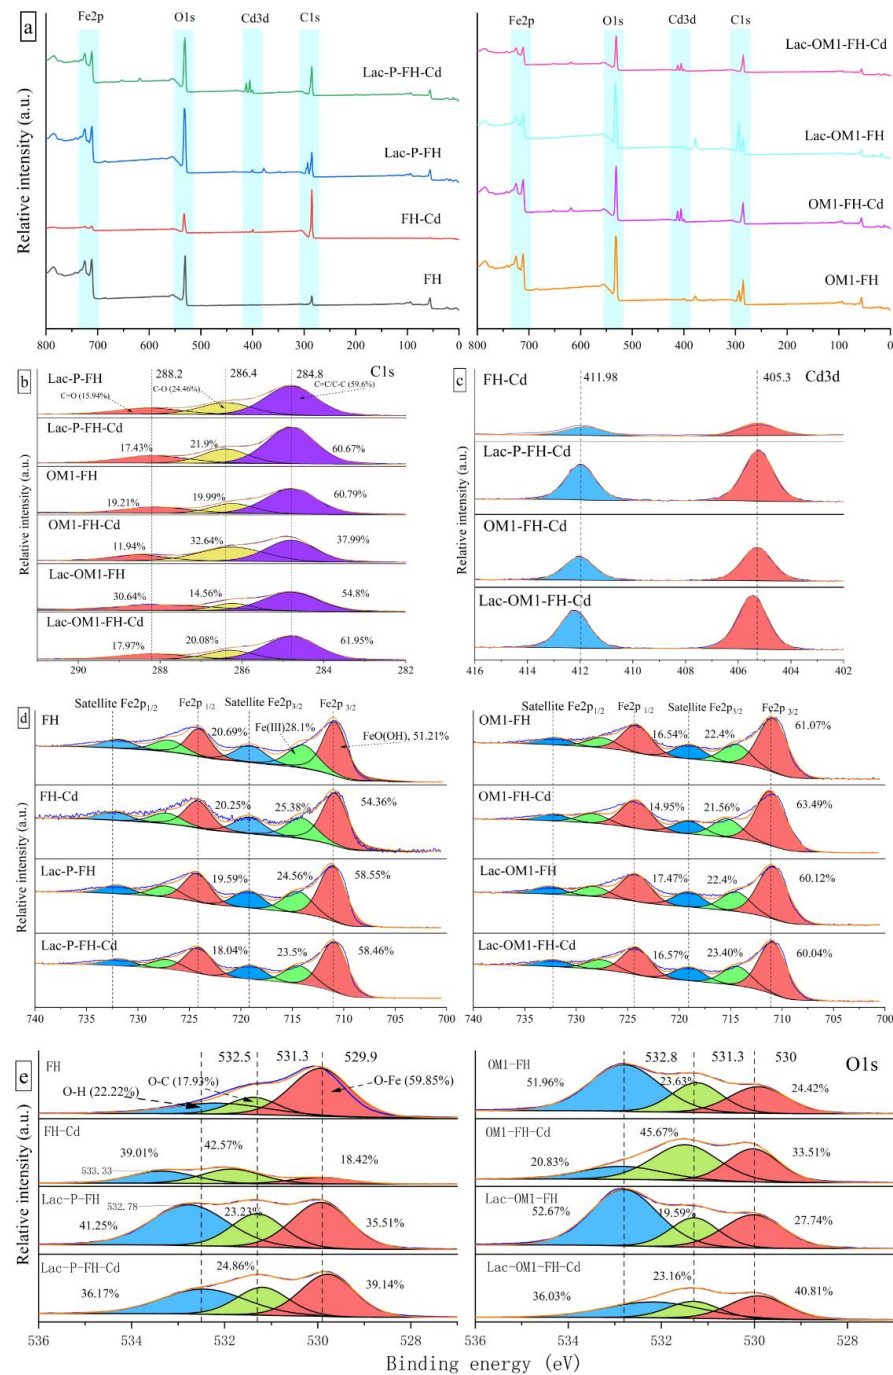 a
Fe2p O1s Cd3d C1s
Fe2p O1s Cd3d C1s
Lac-P-FH-Cd
Lac-P-FH
FH-Cd
FH
Lac-OM1-FH-Cd
Lac-OM1-FH
OM1-FH-Cd
OM1-FH
Relative intensity (a.u.)
800 700 600 500 400 300 200 100 0
800 700 600 500 400 300 200 100 0
b
288.2 286.4 284.8 C1s
Lac-P-FH
C=O (15.94%) C-O (24.46%) C=C/C-C (59.6%)
Lac-P-FH-Cd
17.43% 21.9% 60.67%
OM1-FH
19.21% 19.99% 60.79%
OM1-FH-Cd
11.94% 32.64% 37.99%
Lac-OM1-FH
30.64% 14.56% 54.8%
Lac-OM1-FH-Cd
17.97% 20.08% 61.95%
Relative intensity (a.u.)
290 288 286 284 282
c
411.98 405.3 Cd3d
FH-Cd
Lac-P-FH-Cd
OM1-FH-Cd
Lac-OM1-FH-Cd
Relative intensity (a.u.)
416 414 412 410 408 406 404 402
d
Satellite Fe2p1/2 Fe2p 1/2 Satellite Fe2p3/2 Fe2p 3/2
FH
20.69% Fe(III)28.1% FeO(OH), 51.21%
FH-Cd
20.25% 25.38% 54.36%
Lac-P-FH
19.59% 24.56% 58.55%
Lac-P-FH-Cd
18.04% 23.5% 58.46%
Relative intensity (a.u.)
740 735 730 725 720 715 710 705 700
Satellite Fe2p1/2 Fe2p 1/2 Satellite Fe2p3/2 Fe2p 3/2
OM1-FH
16.54% 22.4% 61.07%
OM1-FH-Cd
14.95% 21.56% 63.49%
Lac-OM1-FH
17.47% 22.4% 60.12%
Lac-OM1-FH-Cd
16.57% 23.40% 60.04%
740 735 730 725 720 715 710 705 700
e
FH 532.5 531.3 529.9
O-H (22.22%) O-C (17.93%) O-Fe (59.85%)
FH-Cd
39.01% 42.57% 18.42%
533.33
Lac-P-FH 532.78
41.25% 23.23% 35.51%
Lac-P-FH-Cd
36.17% 24.86% 39.14%
Relative intensity (a.u.)
536 534 532 530 528
OM1-FH 532.8 531.3 530 O1s
51.96% 23.63% 24.42%
OM1-FH-Cd
20.83% 45.67% 33.51%
Lac-OM1-FH
52.67% 19.59% 27.74%
Lac-OM1-FH-Cd
36.03% 23.16% 40.81%
536 534 532 530 528
Binding energy (eV)